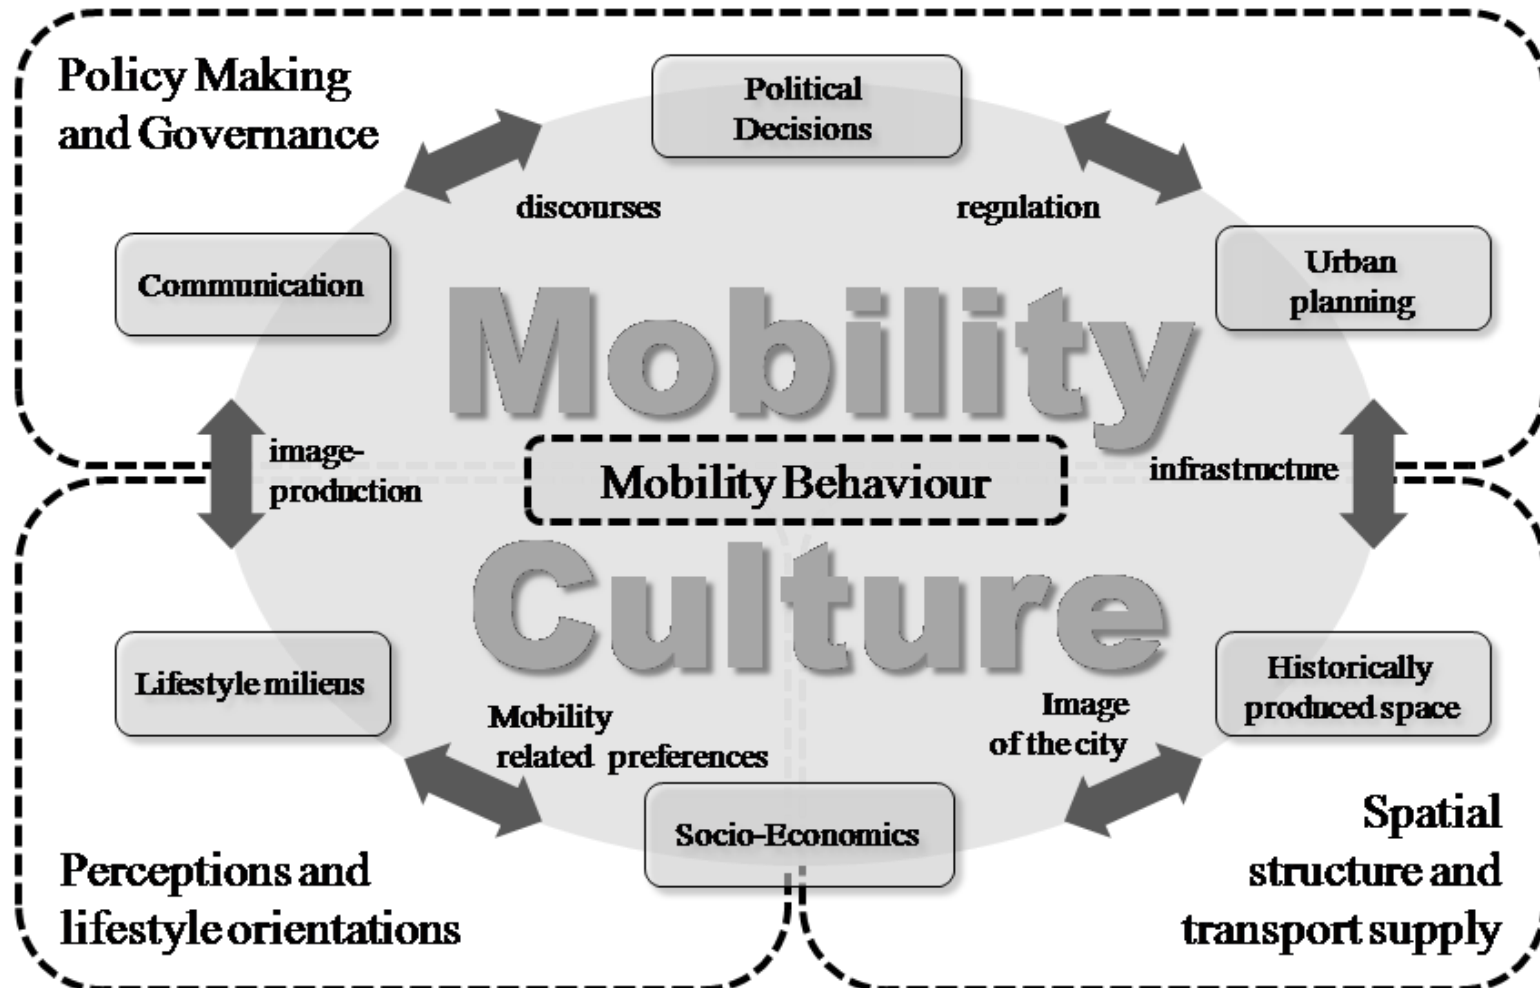 Policy Making
and Governance
Political
Decisions
discourses
regulation
Communication
Urban
planning
Mobility
image-
production
Mobility Behaviour
infrastructure
Culture
Lifestyle milieus
Historically
produced space
Mobility
related preferences
Image
of the city
Socio-Economics
Perceptions and
lifestyle orientations
Spatial
structure and
transport supply